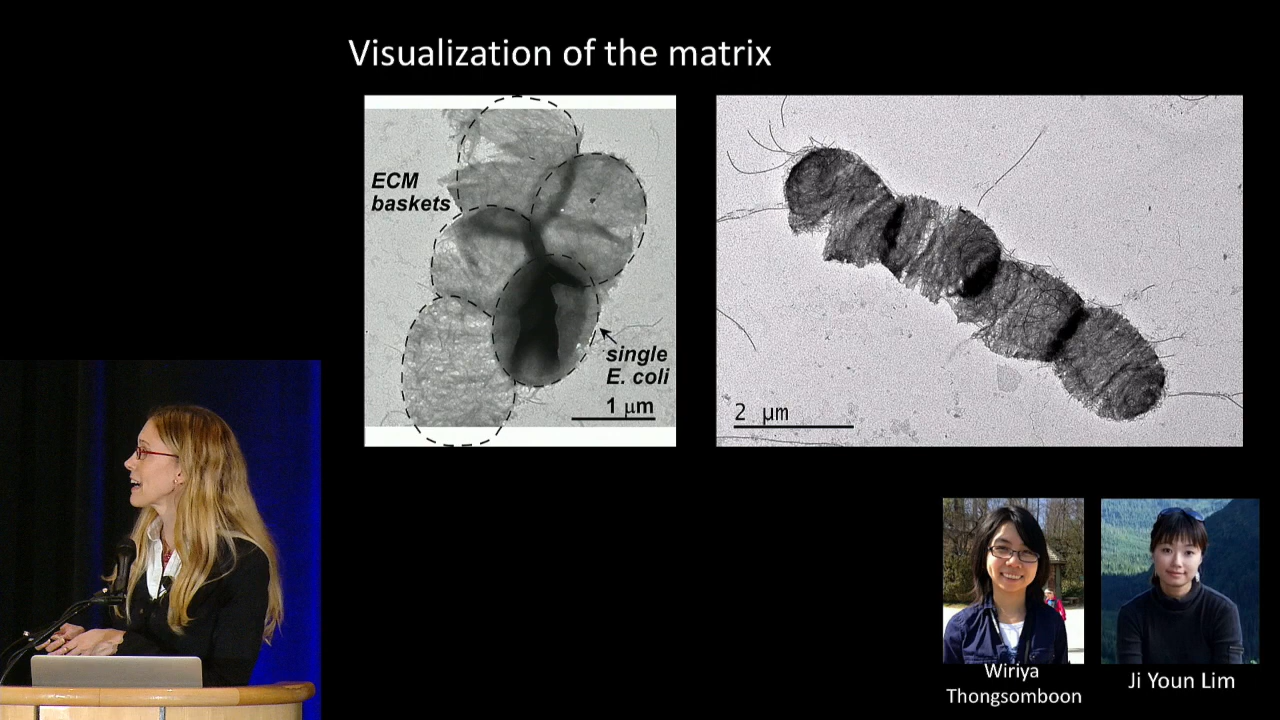 Visualization of the matrix
ECM
baskets
single
E. coli
1 μm
2 μm
Wiriya
Thongsomboon
Ji Youn Lim